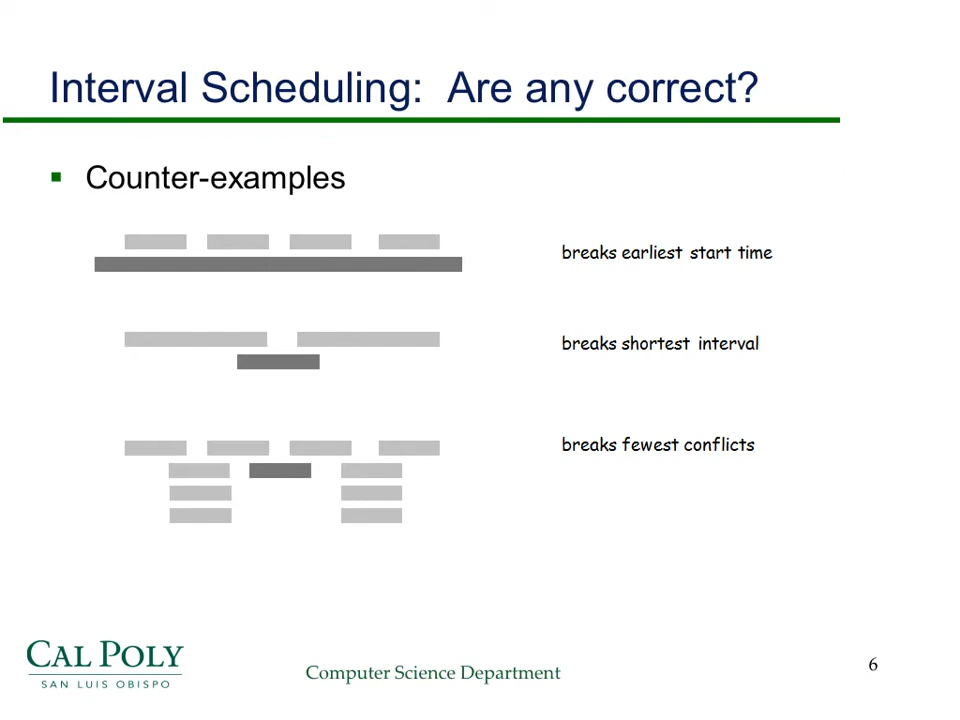 Interval Scheduling: Are any correct?
▪ Counter-examples
breaks earliest start time
breaks shortest interval
breaks fewest conflicts
CAL POLY
SAN LUIS OBISPO
Computer Science Department
6